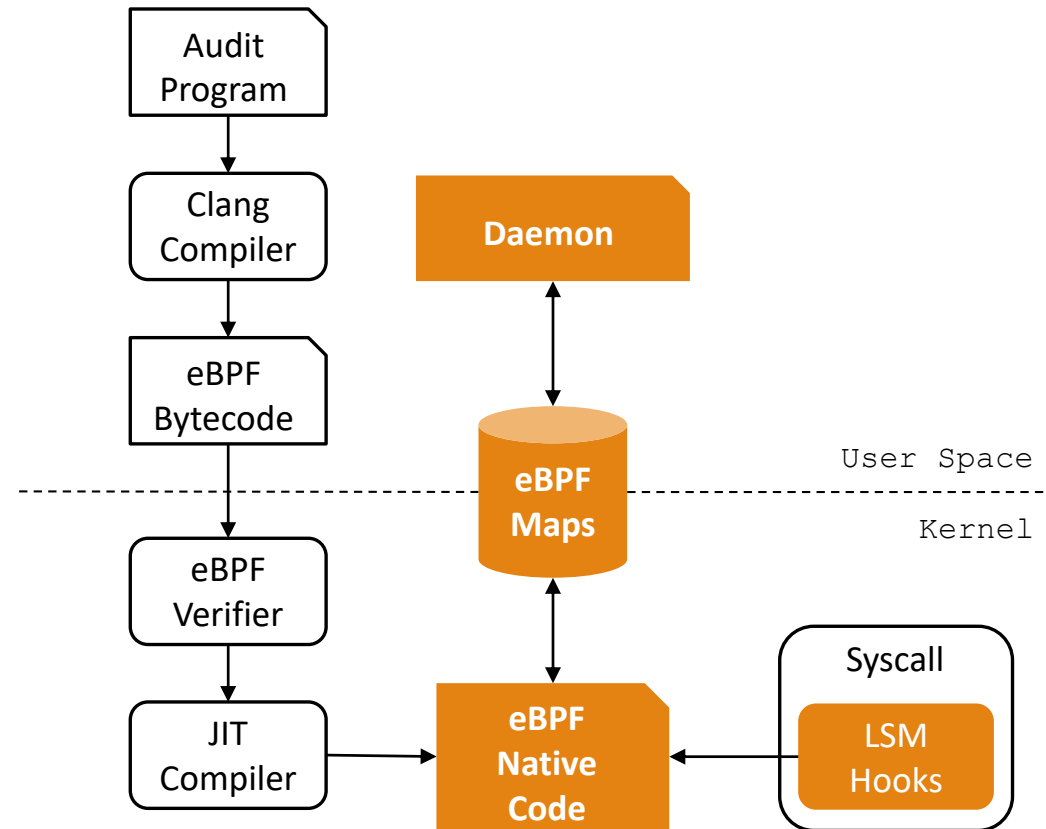 Audit
Program
Clang
Compiler
Daemon
eBPF
Bytecode
User Space
eBPF
Maps
Kernel
eBPF
Verifier
Syscall
JIT
Compiler
eBPF
Native
Code
LSM
Hooks